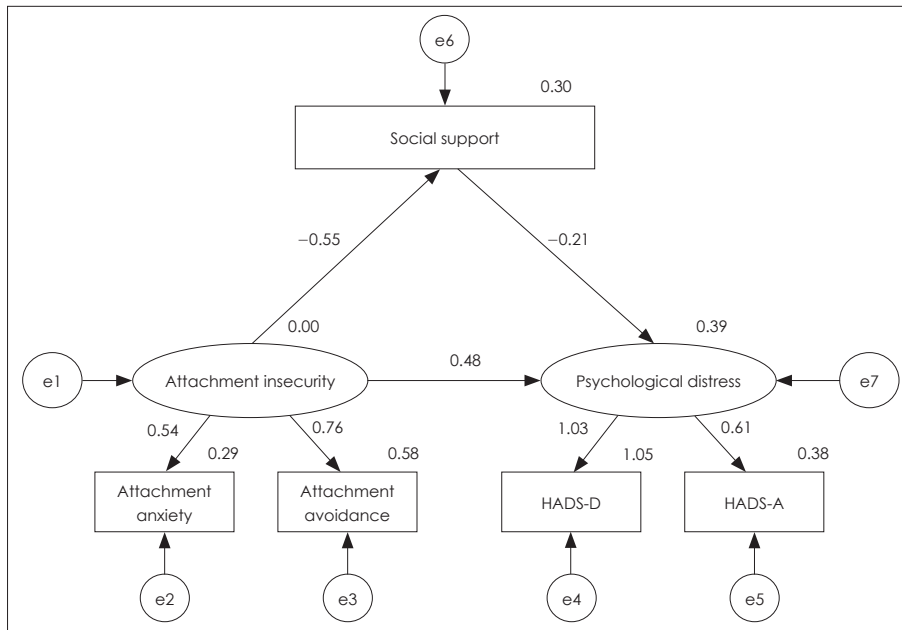 e6
0.30
Social support
−0.55
−0.21
0.00
0.39
e1
Attachment insecurity
0.48
Psychological distress
e7
0.54
0.76
1.03
0.61
0.29
0.58
1.05
0.38
Attachment
anxiety
Attachment
avoidance
HADS-D
HADS-A
e2
e3
e4
e5